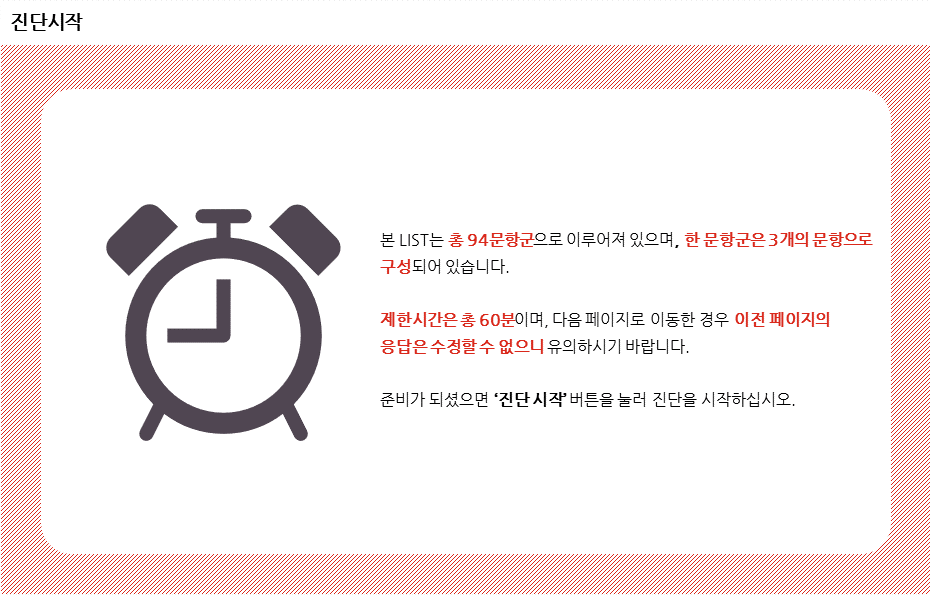 진단시작
본 LIST는 총 94문항군으로 이루어져 있으며, 한 문항군은 3개의 문항으로
구성되어 있습니다.
제한시간은 총 60분이며, 다음 페이지로 이동한 경우 이전 페이지의
응답은 수정할 수 없으니 유의하시기 바랍니다.
준비가 되셨으면 ‘진단 시작’ 버튼을 눌러 진단을 시작하십시오.